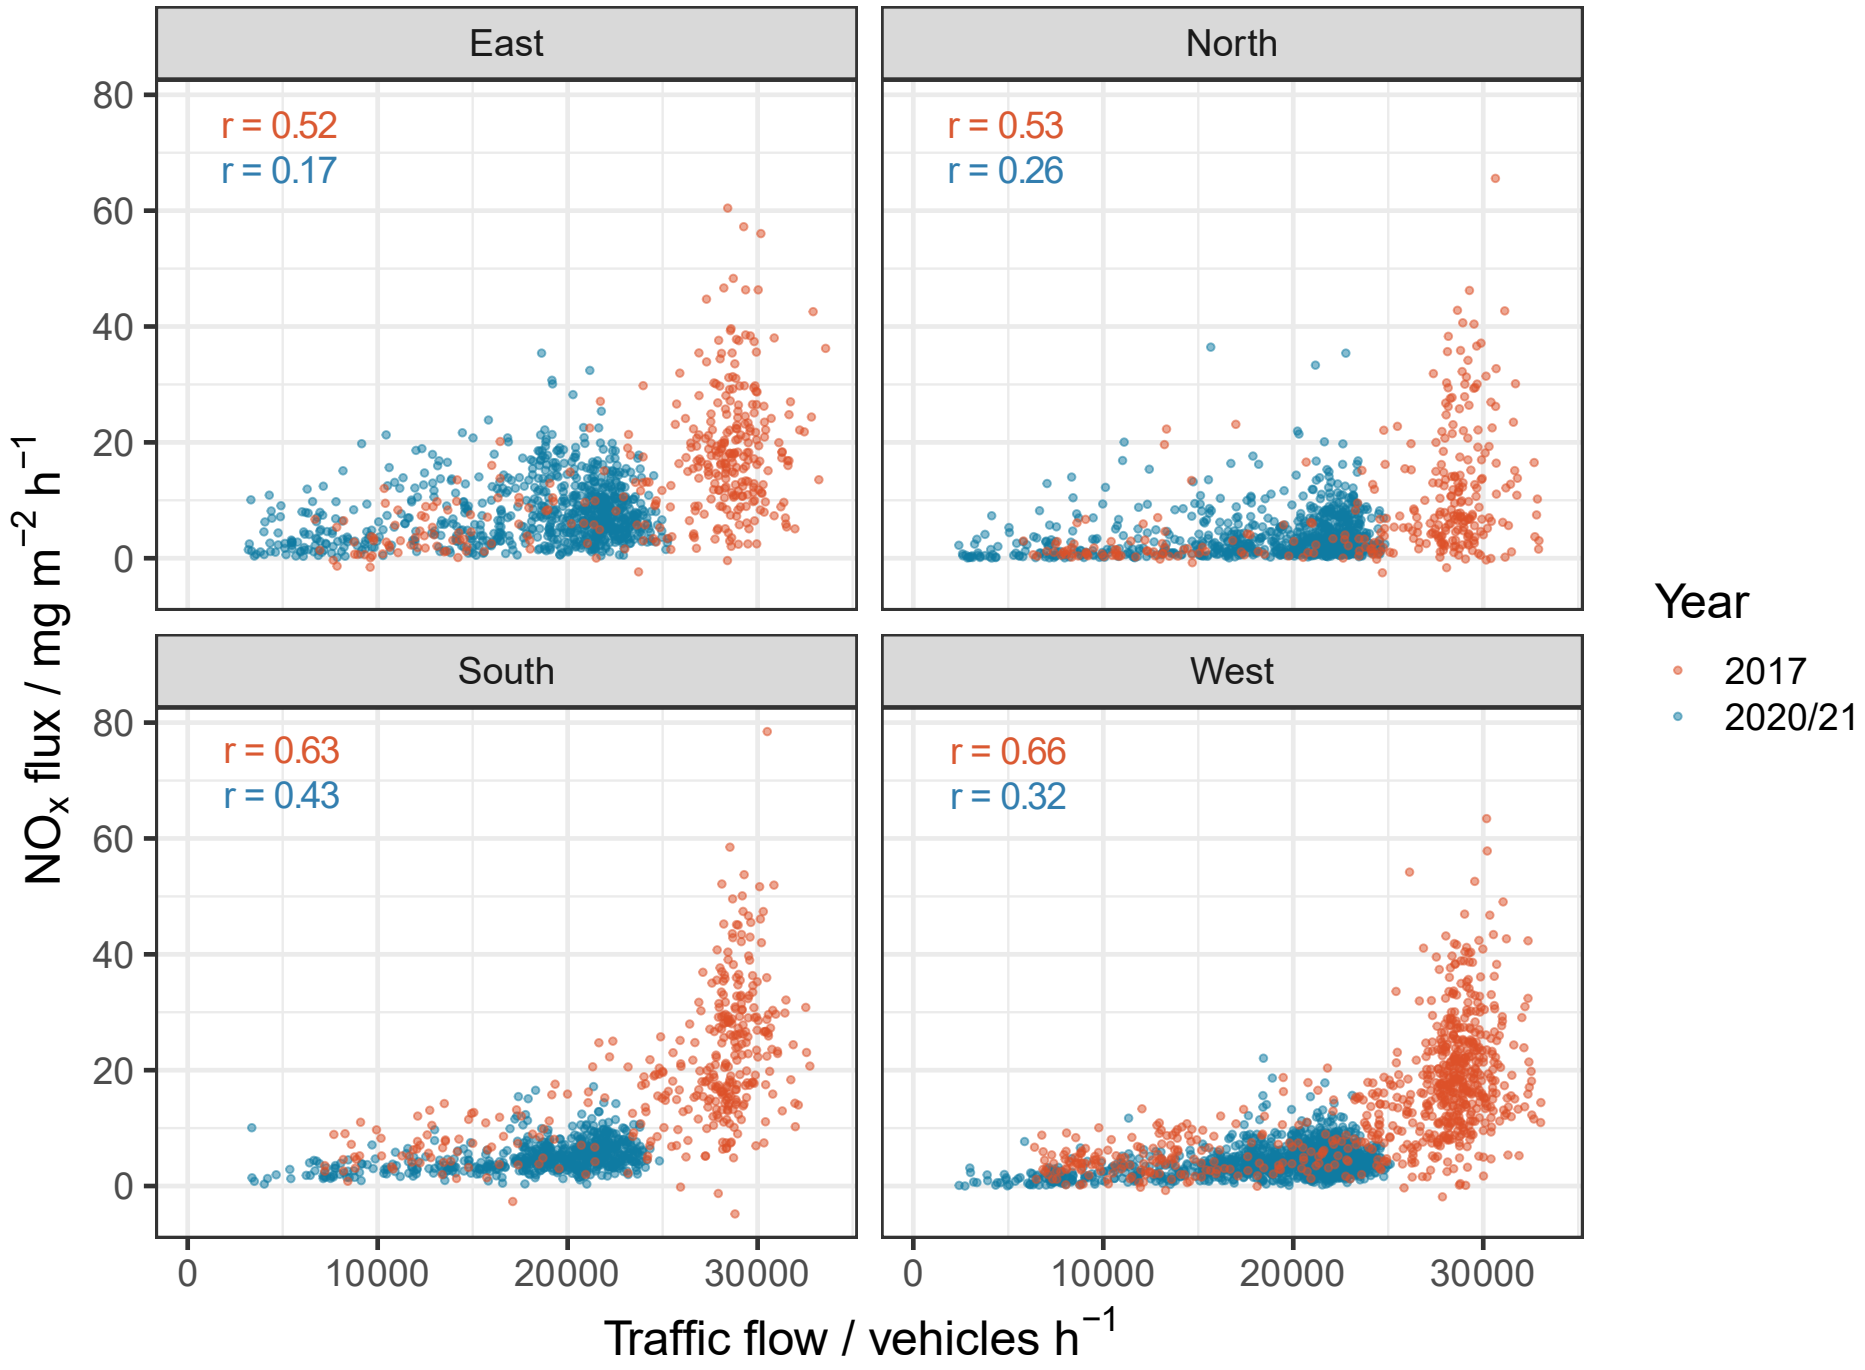 East
North
80
60
40
20
0
r = 0.52
r = 0.17
r = 0.53
r = 0.26
South
West
80
60
40
20
0
r = 0.63
r = 0.43
r = 0.66
r = 0.32
0 10000 20000 30000
0 10000 20000 30000
Traffic flow / vehicles h⁻¹
NOₓ flux / mg m⁻² h⁻¹
Year
2017
2020/21